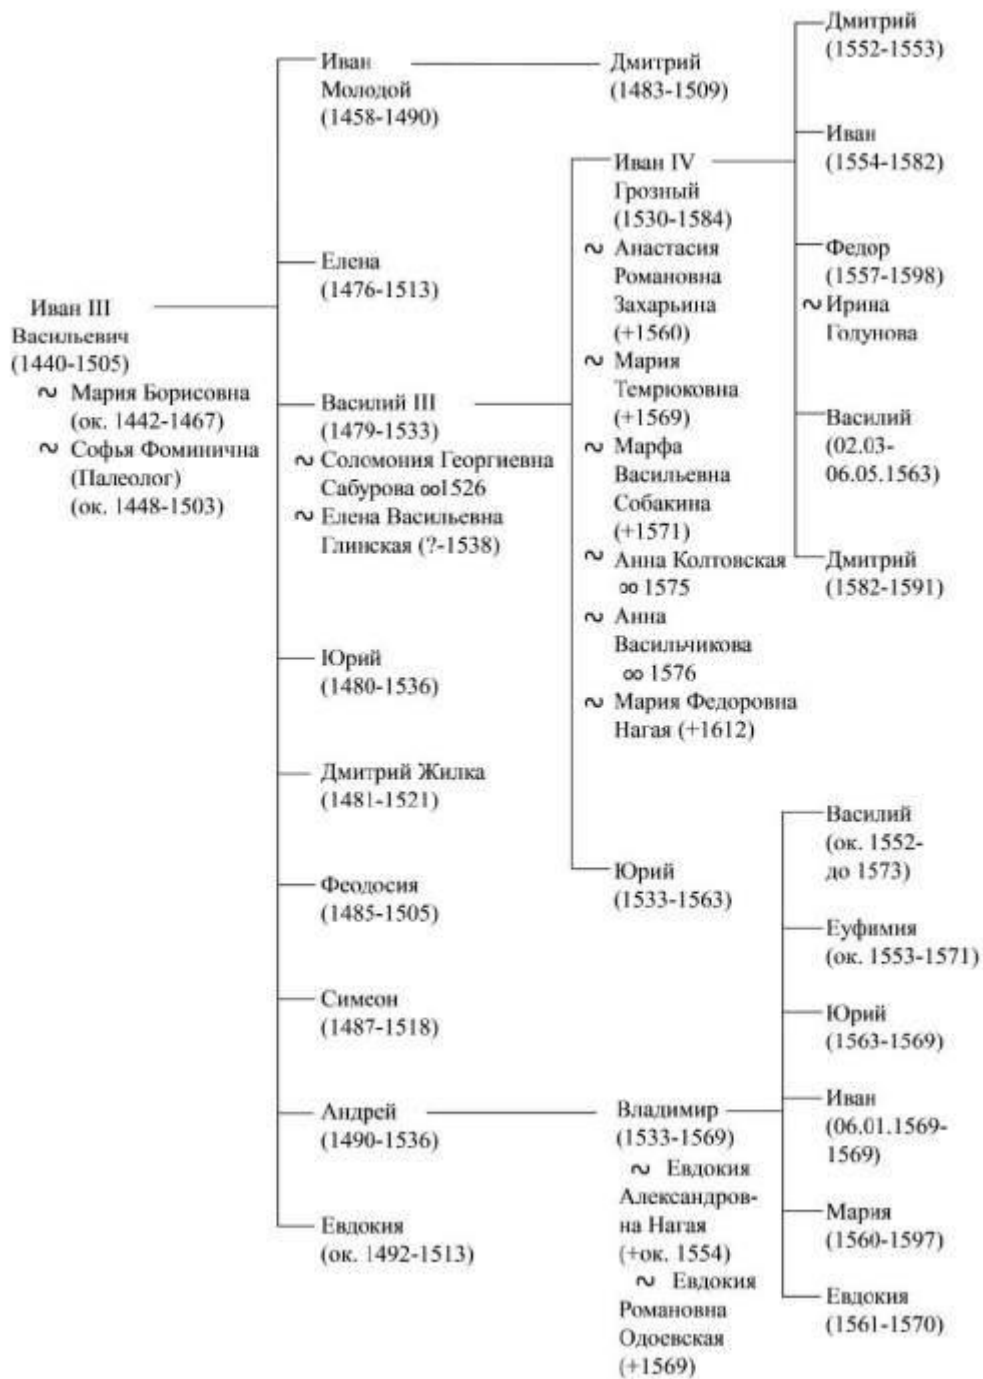 Иван III
Васильевич
(1440-1505)
∾ Мария Борисовна
(ок. 1442-1467)
∾ Софья Фоминична
(Палеолог)
(ок. 1448-1503)
Иван
Молодой
(1458-1490)
Елена
(1476-1513)
Василий III
(1479-1533)
∾ Соломония Георгиевна
Сабурова ∞1526
∾ Елена Васильевна
Глинская (?-1538)
Юрий
(1480-1536)
Дмитрий Жилка
(1481-1521)
Феодосия
(1485-1505)
Симеон
(1487-1518)
Андрей
(1490-1536)
Евдокия
(ок. 1492-1513)
Дмитрий
(1483-1509)
Иван IV
Грозный
(1530-1584)
∾ Анастасия
Романовна
Захарьина
(+1560)
∾ Мария
Темрюковна
(+1569)
∾ Марфа
Васильевна
Собакина
(+1571)
∾ Анна Колтовская
∞ 1575
∾ Анна
Васильчикова
∞ 1576
∾ Мария Федоровна
Нагая (+1612)
Юрий
(1533-1563)
Владимир
(1533-1569)
∾ Евдокия
Александров-
на Нагая
(+ок. 1554)
∾ Евдокия
Романовна
Одоевская
(+1569)
Дмитрий
(1552-1553)
Иван
(1554-1582)
Федор
(1557-1598)
∾ Ирина
Годунова
Василий
(02.03-
06.05.1563)
Дмитрий
(1582-1591)
Василий
(ок. 1552-
до 1573)
Еуфимия
(ок. 1553-1571)
Юрий
(1563-1569)
Иван
(06.01.1569-
1569)
Мария
(1560-1597)
Евдокия
(1561-1570)